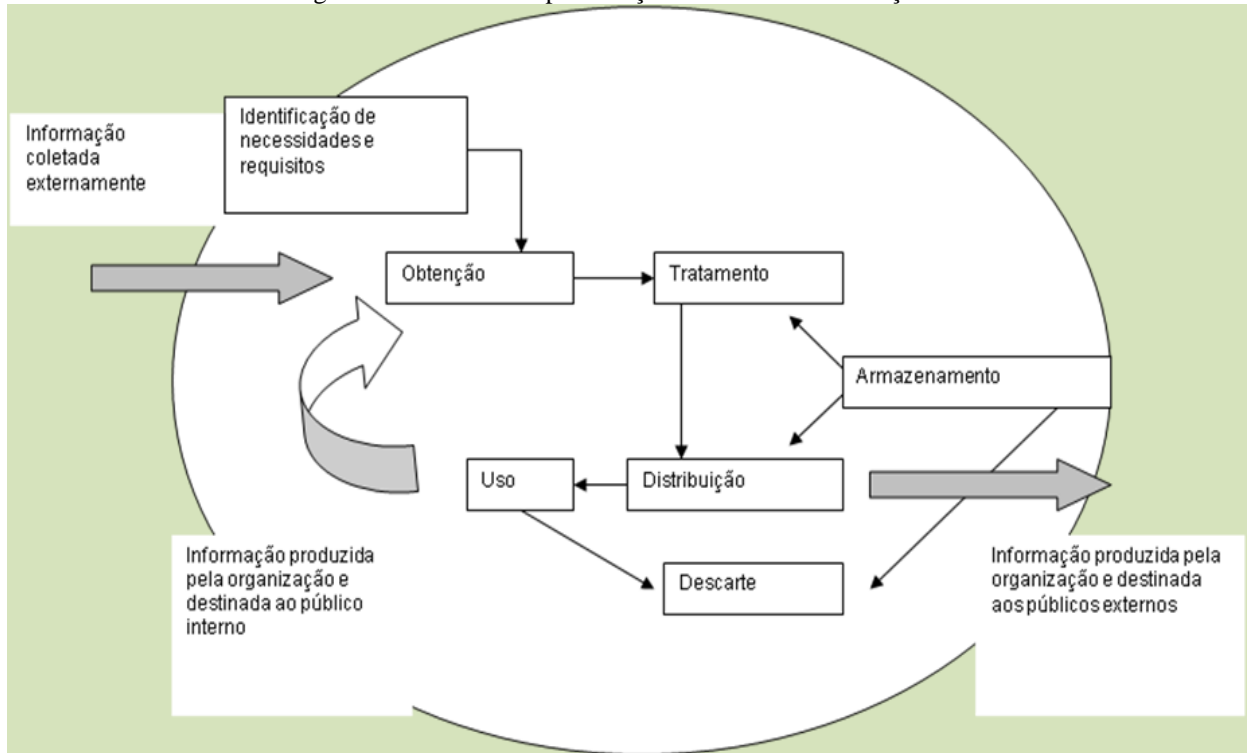 Identificação de
necessidades e
requisitos
Informação
coletada
externamente
Obtenção
Tratamento
Armazenamento
Uso
Distribuição
Descarte
Informação produzida
pela organização e
destinada ao público
interno
Informação produzida pela
organização e destinada
aos públicos externos